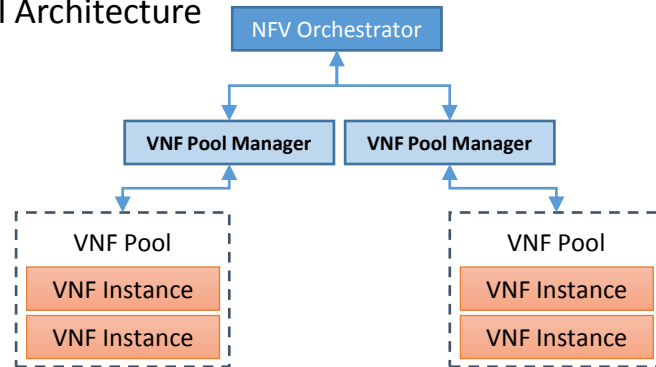 Architecture
NFV Orchestrator
VNF Pool Manager
VNF Pool Manager
VNF Pool
VNF Pool
VNF Instance
VNF Instance
VNF Instance
VNF Instance